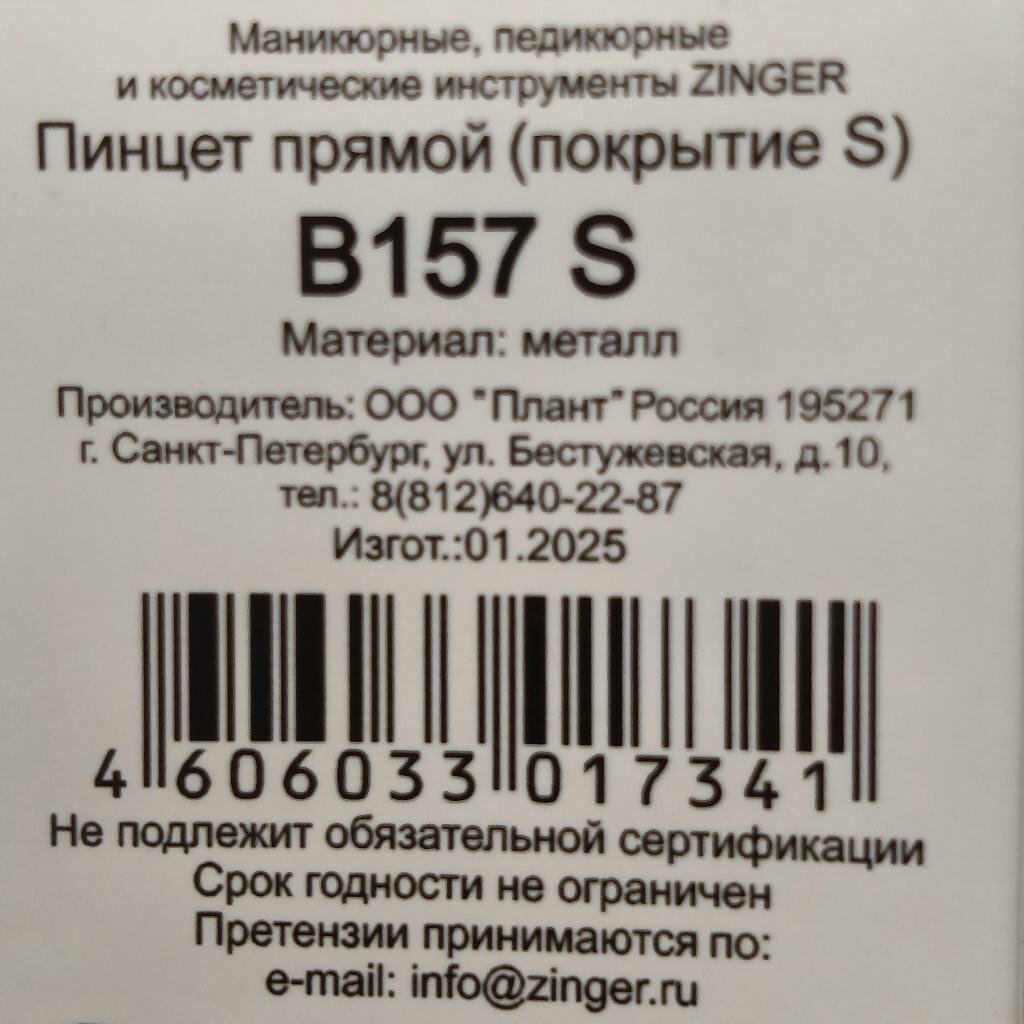 Маникюрные, педикюрные
и косметические инструменты ZINGER
Пинцет прямой (покрытие S)
B157 S
Материал: металл
Производитель: ООО "Плант" Россия 195271
г. Санкт-Петербург, ул. Бестужевская, д.10,
тел.: 8(812)640-22-87
Изгот.:01.2025
4 606033 017341
Не подлежит обязательной сертификации
Срок годности не ограничен
Претензии принимаются по:
e-mail: info@zinger.ru